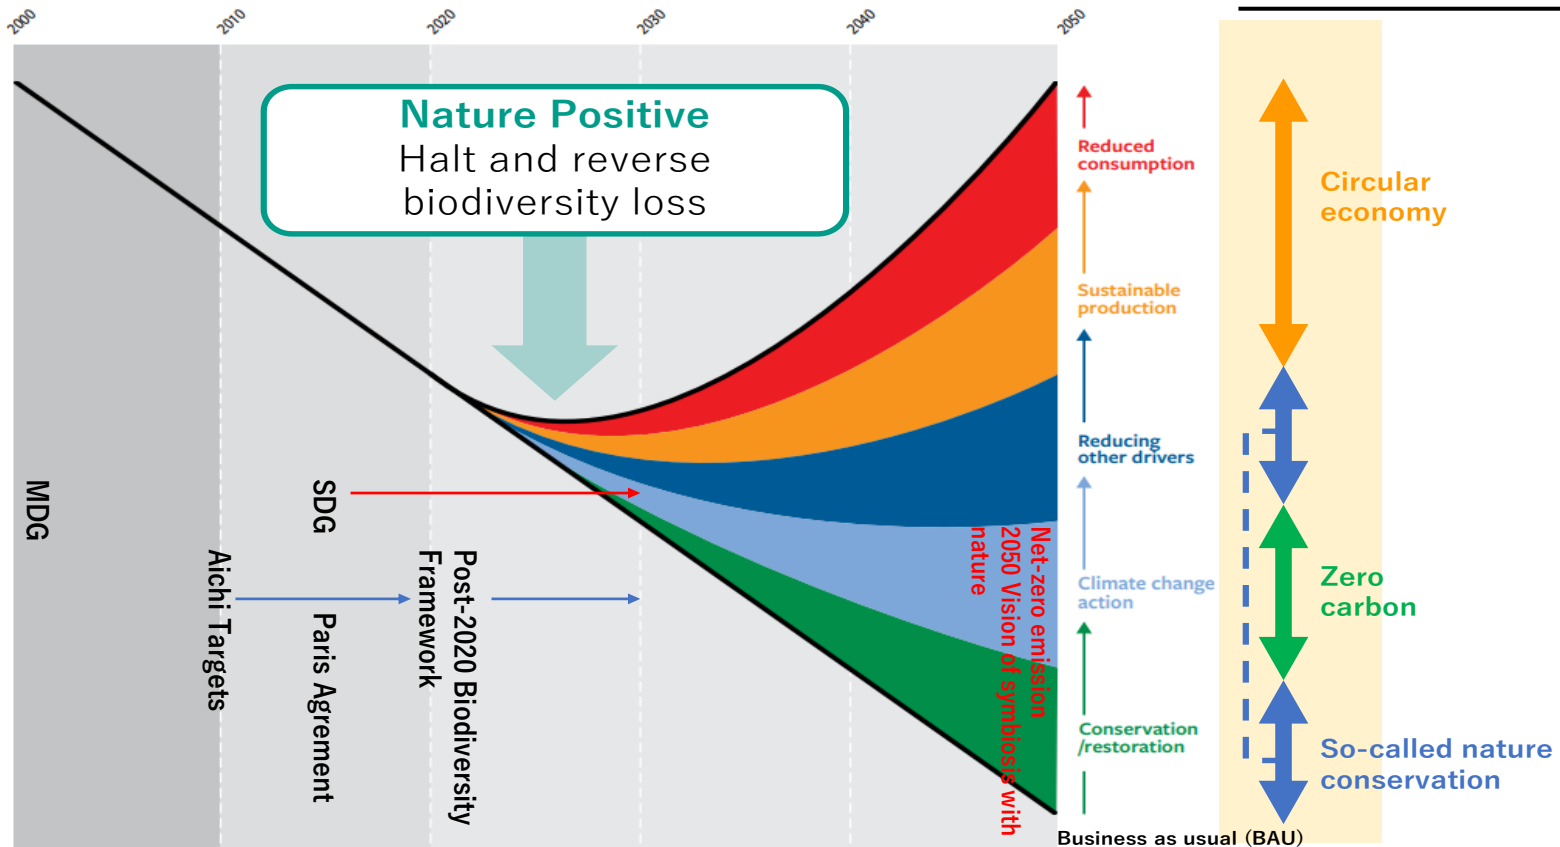 2000
2010
2020
2030
2040
2050
Nature Positive
Halt and reverse
biodiversity loss
MDG
SDG
Aichi Targets
Paris Agrement
Post-2020 Biodiversity
Framework
Net-zero emission
2050 Vision of symbiosis with
nature
Reduced
consumption
Sustainable
production
Reducing
other drivers
Climate change
action
Conservation
/restoration
Business as usual (BAU)
Circular
economy
Zero
carbon
So-called nature
conservation